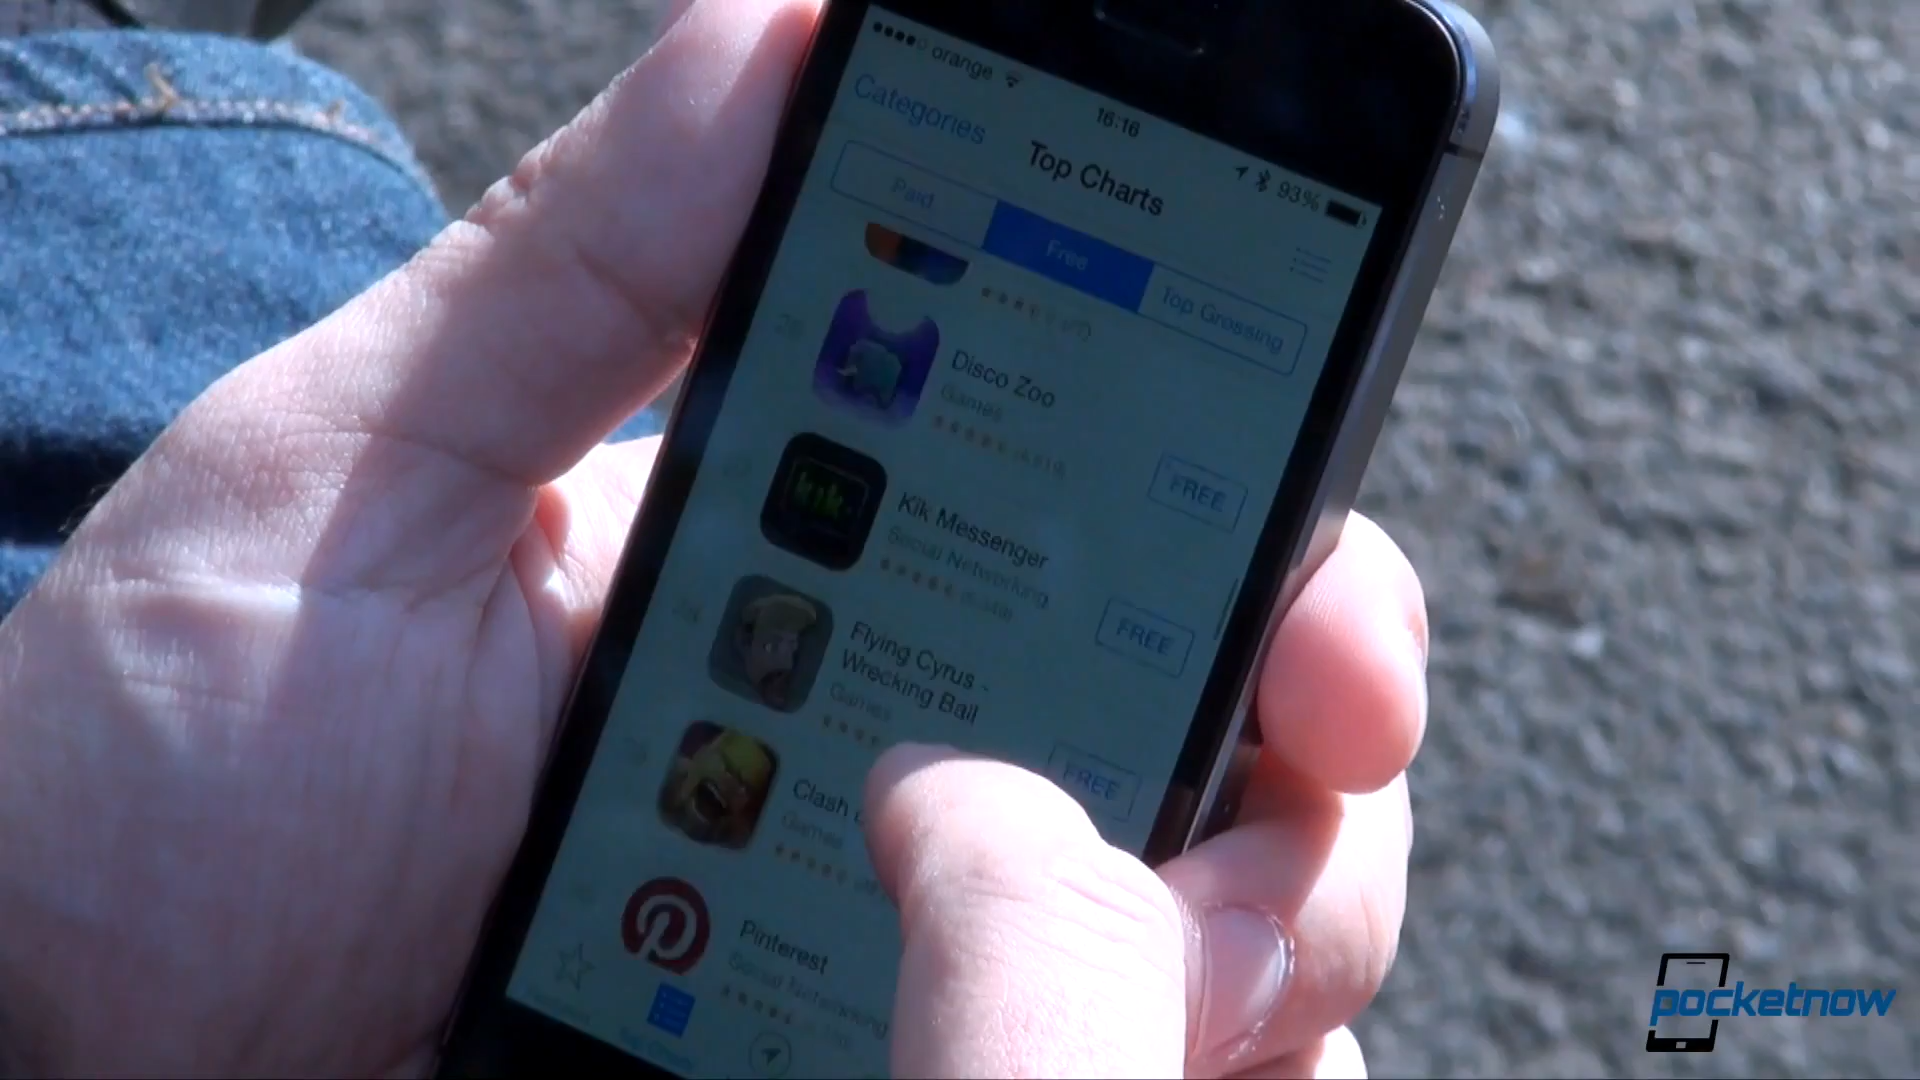 orange
16:16
93%
Categories
Top Charts
Paid
Free
Top Grossing
Disco Zoo
Games
FREE
kik
Kik Messenger
Social Networking
FREE
Flying Cyrus -
Wrecking Ball
Games
FREE
Clash
Games
Pinterest
Social Networking
pocketnow